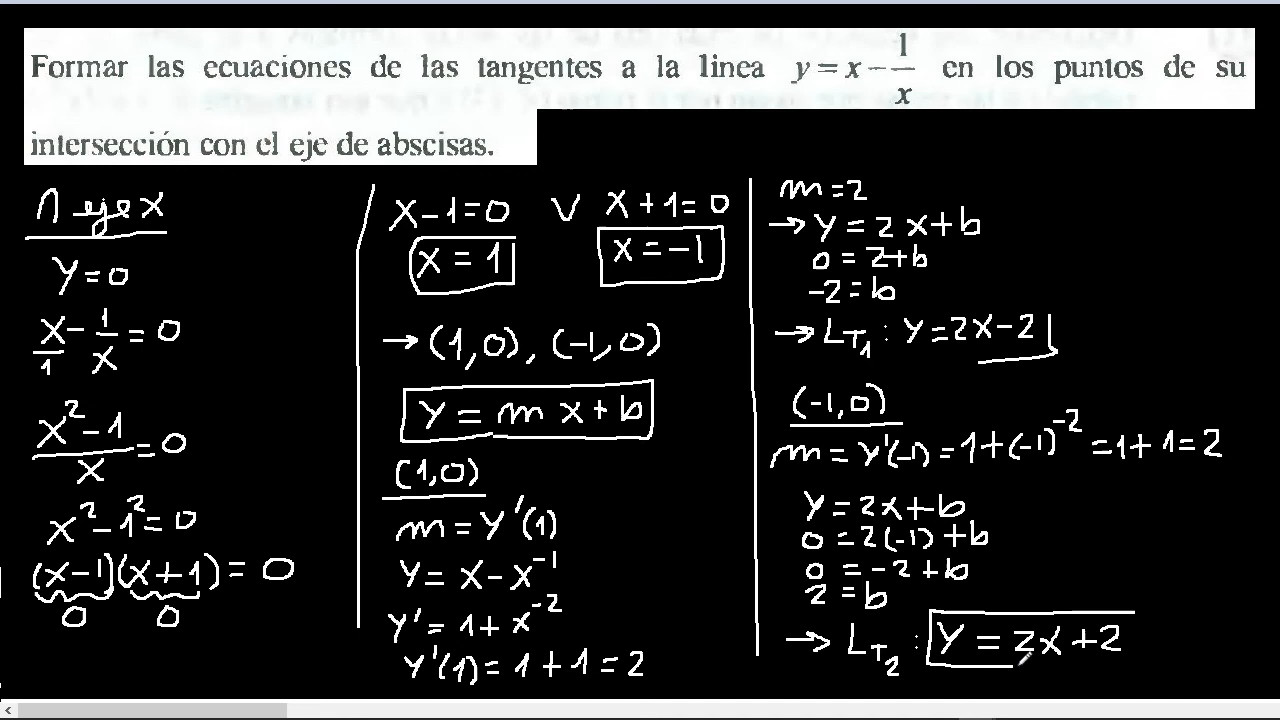 Formar las ecuaciones de las tangentes a la linea y = x - 1/x en los puntos de su
intersección con el eje de abscisas.
∩ eje x
y = 0
x/1 - 1/x = 0
(x² - 1)/x = 0
x² - 1² = 0
(x-1)(x+1) = 0
0 0
x - 1 = 0 ∨ x + 1 = 0
x = 1 x = -1
→ (1,0), (-1,0)
y = mx + b
(1,0)
m = y'(1)
y = x - x⁻¹
y' = 1 + x⁻²
y'(1) = 1 + 1 = 2
m = 2
→ y = 2x + b
0 = 2 + b
-2 = b
→ L_T₁ : y = 2x - 2
(-1,0)
m = y'(-1) = 1 + (-1)⁻² = 1 + 1 = 2
y = 2x + b
0 = 2(-1) + b
0 = -2 + b
2 = b
→ L_T₂ : y = 2x + 2